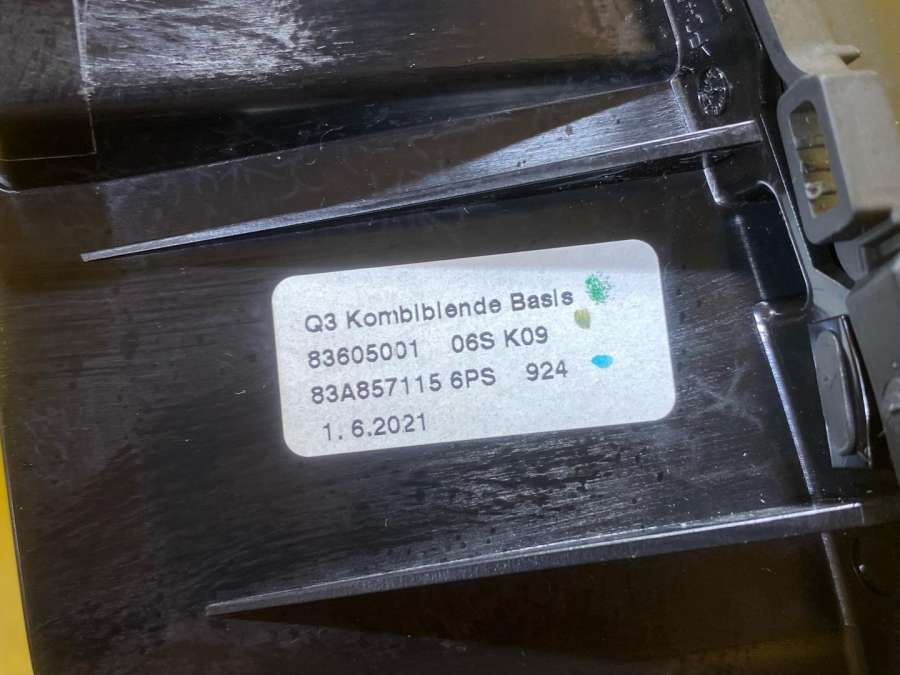 Q3 Kombiblende Basis
83605001 06S K09
83A857115 6PS 924
1. 6.2021